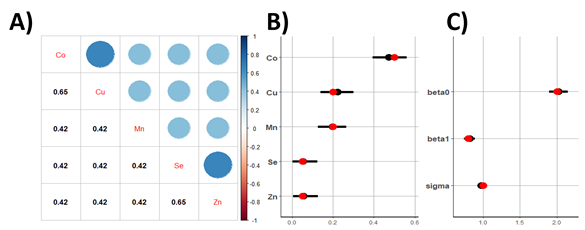 A)
B)
C)
Co
0.65 Cu
0.42 0.42 Mn
0.42 0.42 0.42 Se
0.42 0.42 0.42 0.65 Zn
1
0.8
0.6
0.4
0.2
0
-0.2
-0.4
-0.6
-0.8
-1
Co
Cu
Mn
Se
Zn
0.0 0.2 0.4 0.6
beta0
beta1
sigma
1.0 1.5 2.0